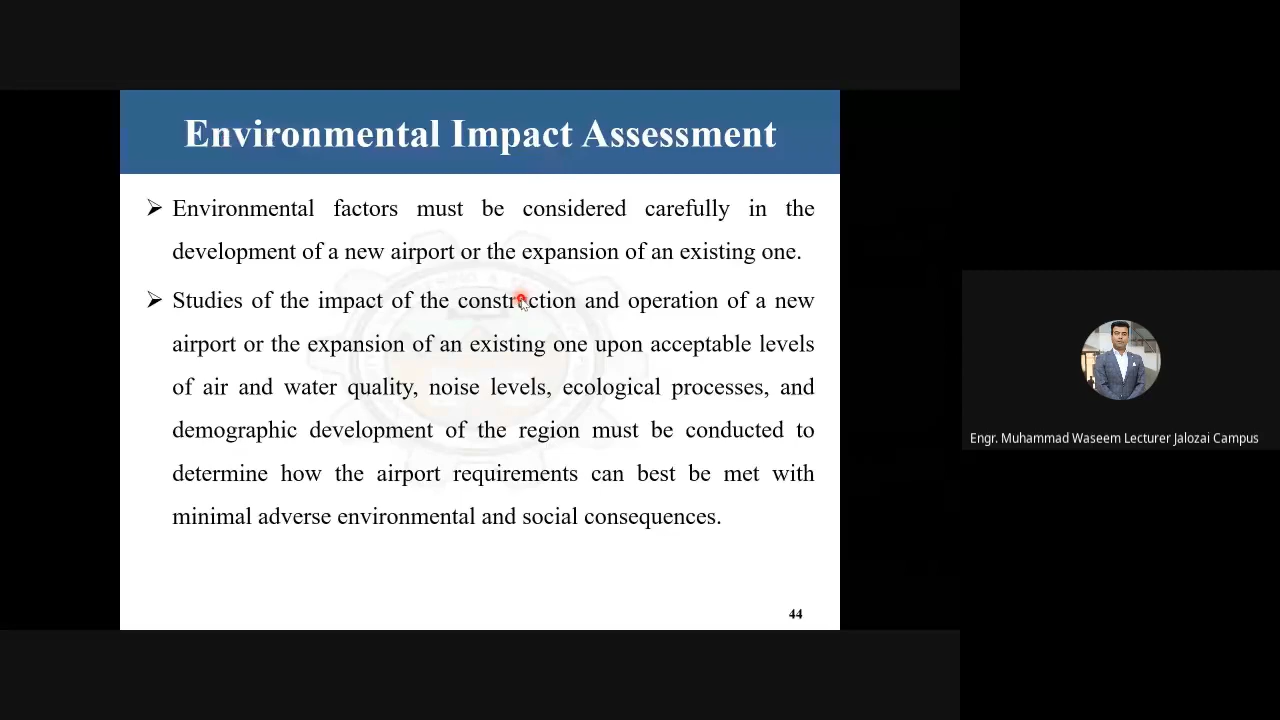 Environmental Impact Assessment
➢ Environmental factors must be considered carefully in the
development of a new airport or the expansion of an existing one.
➢ Studies of the impact of the construction and operation of a new
airport or the expansion of an existing one upon acceptable levels
of air and water quality, noise levels, ecological processes, and
demographic development of the region must be conducted to
determine how the airport requirements can best be met with
minimal adverse environmental and social consequences.
44
Engr. Muhammad Waseem Lecturer Jalozai Campus